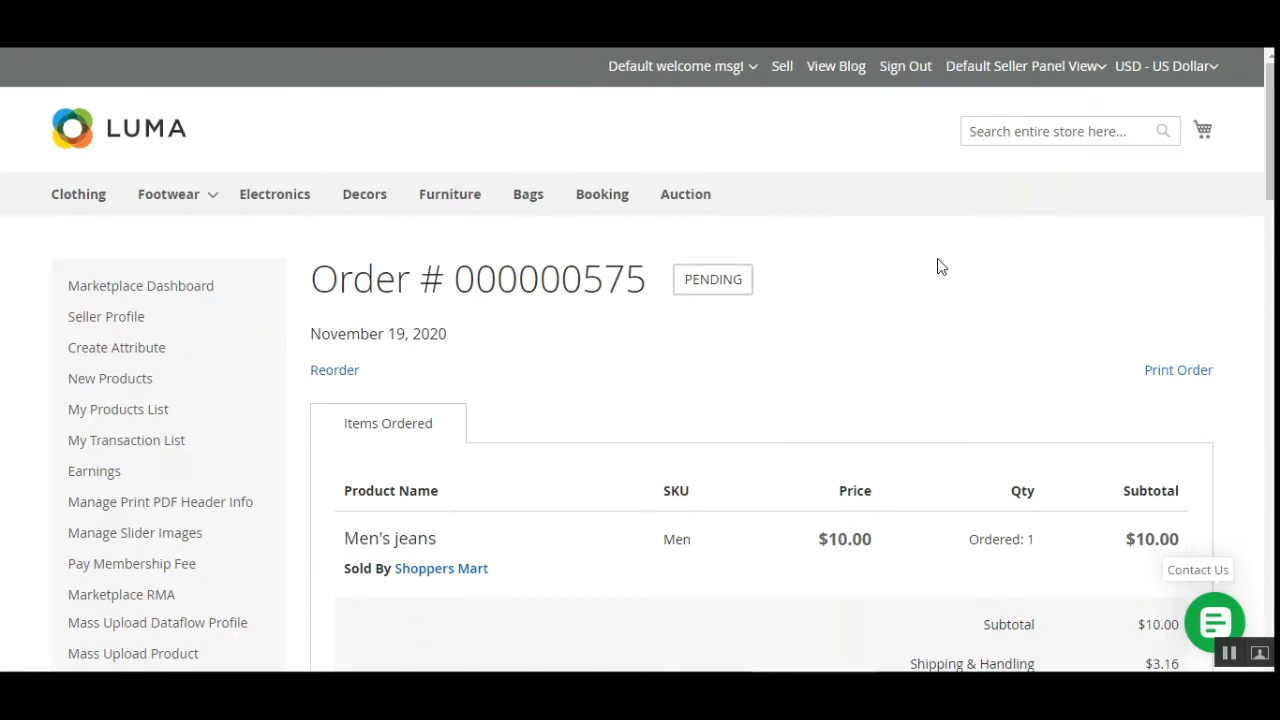 Default welcome msg! Sell View Blog Sign Out Default Seller Panel View USD - US Dollar
LUMA
Search entire store here...
Clothing Footwear Electronics Decors Furniture Bags Booking Auction
Marketplace Dashboard
Seller Profile
Create Attribute
New Products
My Products List
My Transaction List
Earnings
Manage Print PDF Header Info
Manage Slider Images
Pay Membership Fee
Marketplace RMA
Mass Upload Dataflow Profile
Mass Upload Product
Order # 000000575 PENDING
November 19, 2020
Reorder Print Order
Items Ordered
Product Name SKU Price Qty Subtotal
Men's jeans Men $10.00 Ordered: 1 $10.00
Sold By Shoppers Mart
Contact Us
Subtotal $10.00
Shipping & Handling $3.16